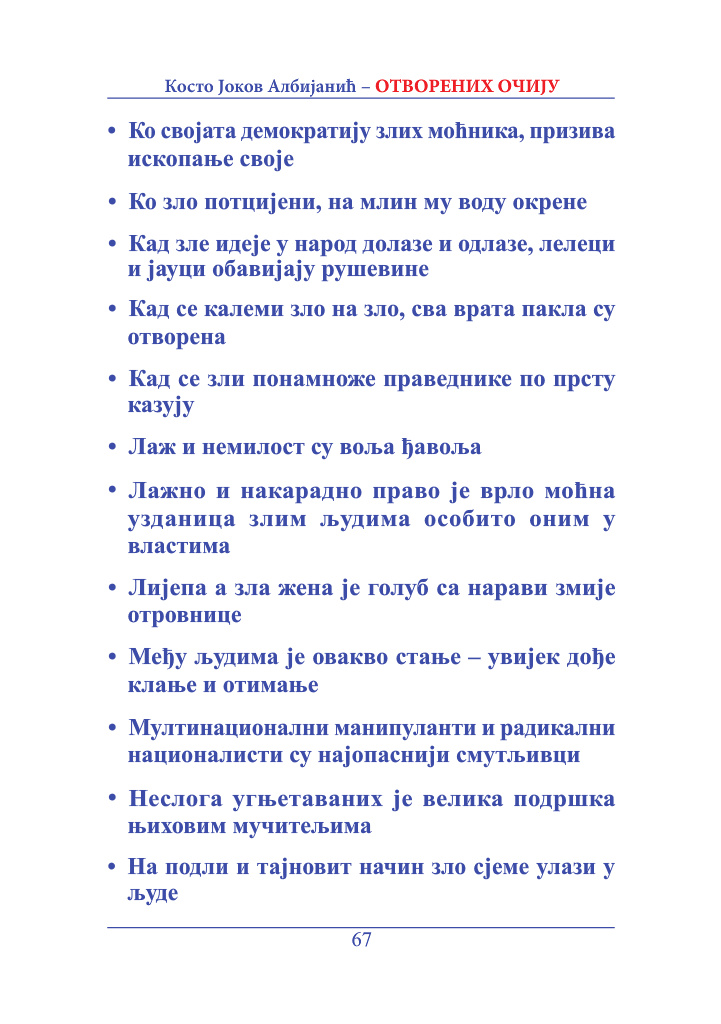 Косто Јоков Албијанић – ОТВОРЕНИХ ОЧИЈУ
• Ко својата демократију злих моћника, призива
ископање своје
• Ко зло потцијени, на млин му воду окрене
• Кад зле идеје у народ долазе и одлазе, лелеци
и јауци обавијају рушевине
• Кад се калеми зло на зло, сва врата пакла су
отворена
• Кад се зли понамноже праведнике по прсту
казују
• Лаж и немилост су воља ђавоља
• Лажно и накарадно право је врло моћна
узданица злим људима особито оним у
властима
• Лијепа а зла жена је голуб са нарави змије
отровнице
• Међу људима је овакво стање – увијек дође
клање и отимање
• Мултинационални манипуланти и радикални
националисти су најопаснији смутљивци
• Неслога угњетаваних је велика подршка
њиховим мучитељима
• На подли и тајновит начин зло сјеме улази у
људе
67